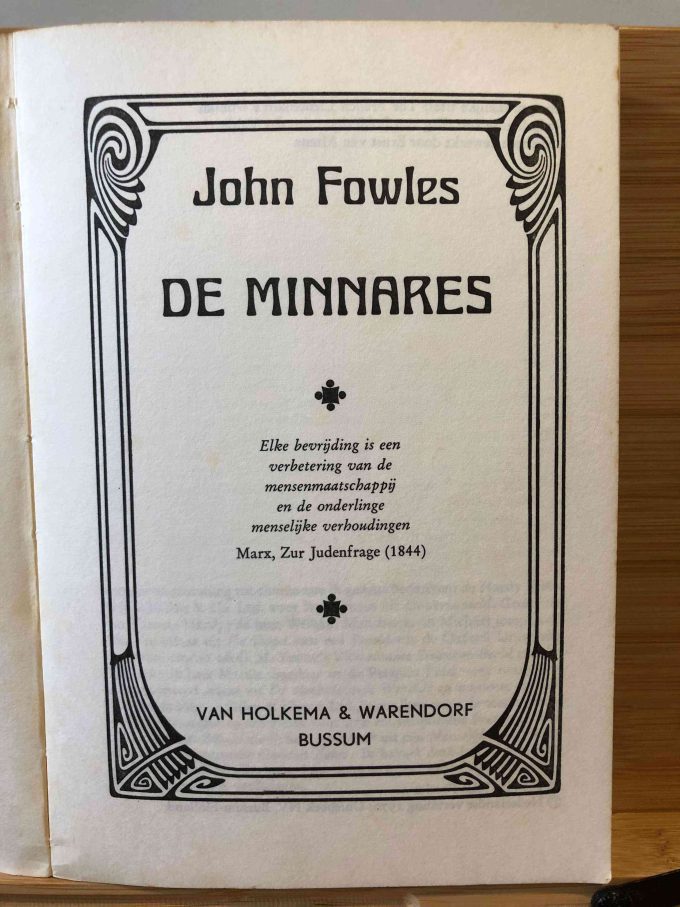 John Fowles
DE MINNARES
Elke bevrijding is een
verbetering van de
mensenmaatschappij
en de onderlinge
menselijke verhoudingen
Marx, Zur Judenfrage (1844)
VAN HOLKEMA & WARENDORF
BUSSUM